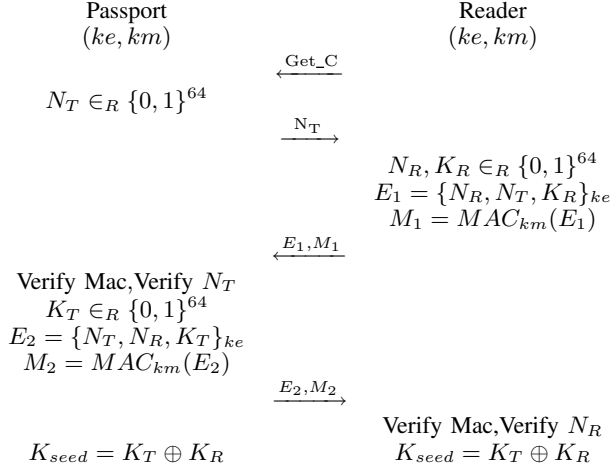 Passport Reader
(ke, km) (ke, km)
Get_C
N_T ∈_R {0, 1}^64
N_T
N_R, K_R ∈_R {0, 1}^64
E_1 = {N_R, N_T, K_R}_ke
M_1 = MAC_km(E_1)
E_1, M_1
Verify Mac,Verify N_T
K_T ∈_R {0, 1}^64
E_2 = {N_T, N_R, K_T}_ke
M_2 = MAC_km(E_2)
E_2, M_2
Verify Mac,Verify N_R
K_seed = K_T ⊕ K_R K_seed = K_T ⊕ K_R